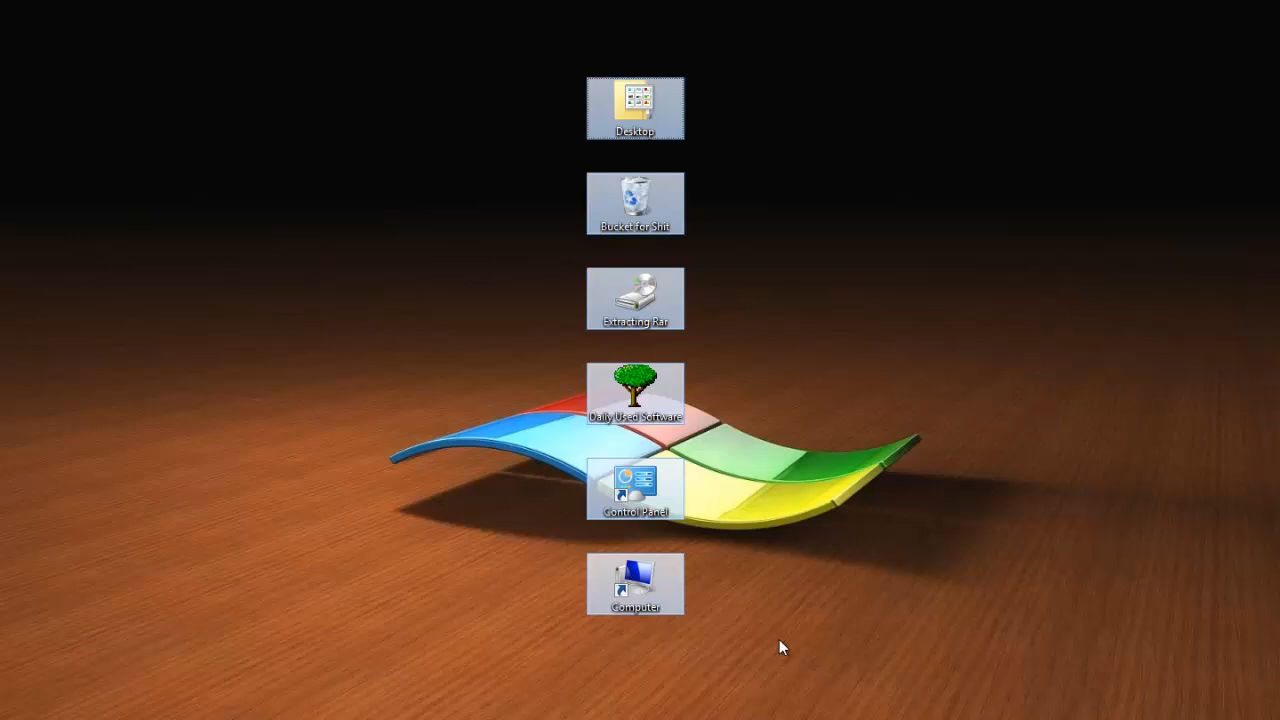 Desktop
Bucket for Shit
Extracting Rar
Daily Used Software
Control Panel
Computer